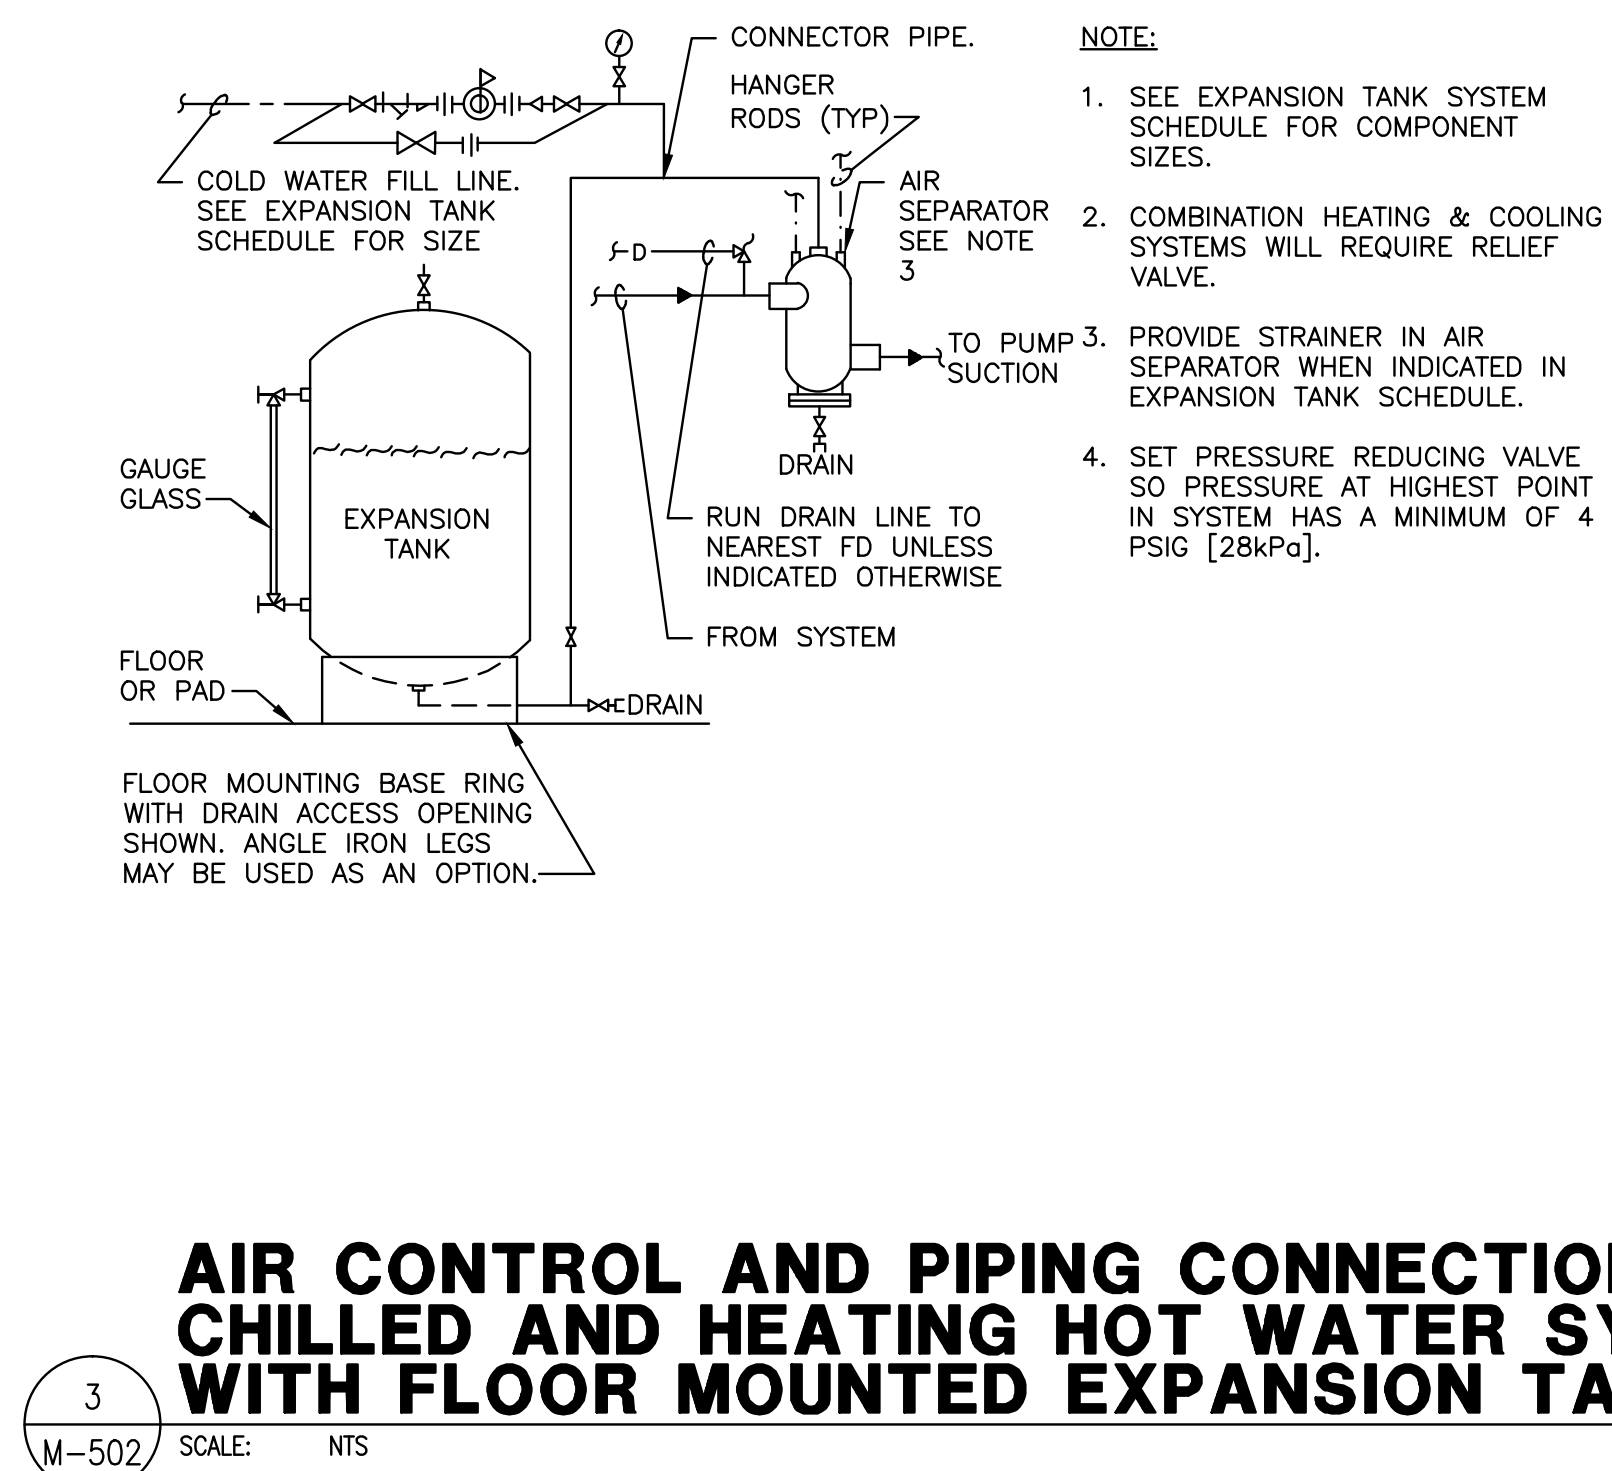 CONNECTOR PIPE.
HANGER
RODS (TYP)
COLD WATER FILL LINE.
SEE EXPANSION TANK
SCHEDULE FOR SIZE
AIR
SEPARATOR
SEE NOTE
3
D
TO PUMP
SUCTION
DRAIN
GAUGE
GLASS
EXPANSION
TANK
RUN DRAIN LINE TO
NEAREST FD UNLESS
INDICATED OTHERWISE
FROM SYSTEM
FLOOR
OR PAD
DRAIN
FLOOR MOUNTING BASE RING
WITH DRAIN ACCESS OPENING
SHOWN. ANGLE IRON LEGS
MAY BE USED AS AN OPTION.
NOTE:
1. SEE EXPANSION TANK SYSTEM
SCHEDULE FOR COMPONENT
SIZES.
2. COMBINATION HEATING & COOLING
SYSTEMS WILL REQUIRE RELIEF
VALVE.
3. PROVIDE STRAINER IN AIR
SEPARATOR WHEN INDICATED IN
EXPANSION TANK SCHEDULE.
4. SET PRESSURE REDUCING VALVE
SO PRESSURE AT HIGHEST POINT
IN SYSTEM HAS A MINIMUM OF 4
PSIG [28kPa].
AIR CONTROL AND PIPING CONNECTIO
CHILLED AND HEATING HOT WATER SY
WITH FLOOR MOUNTED EXPANSION TA
3
M-502
SCALE: NTS